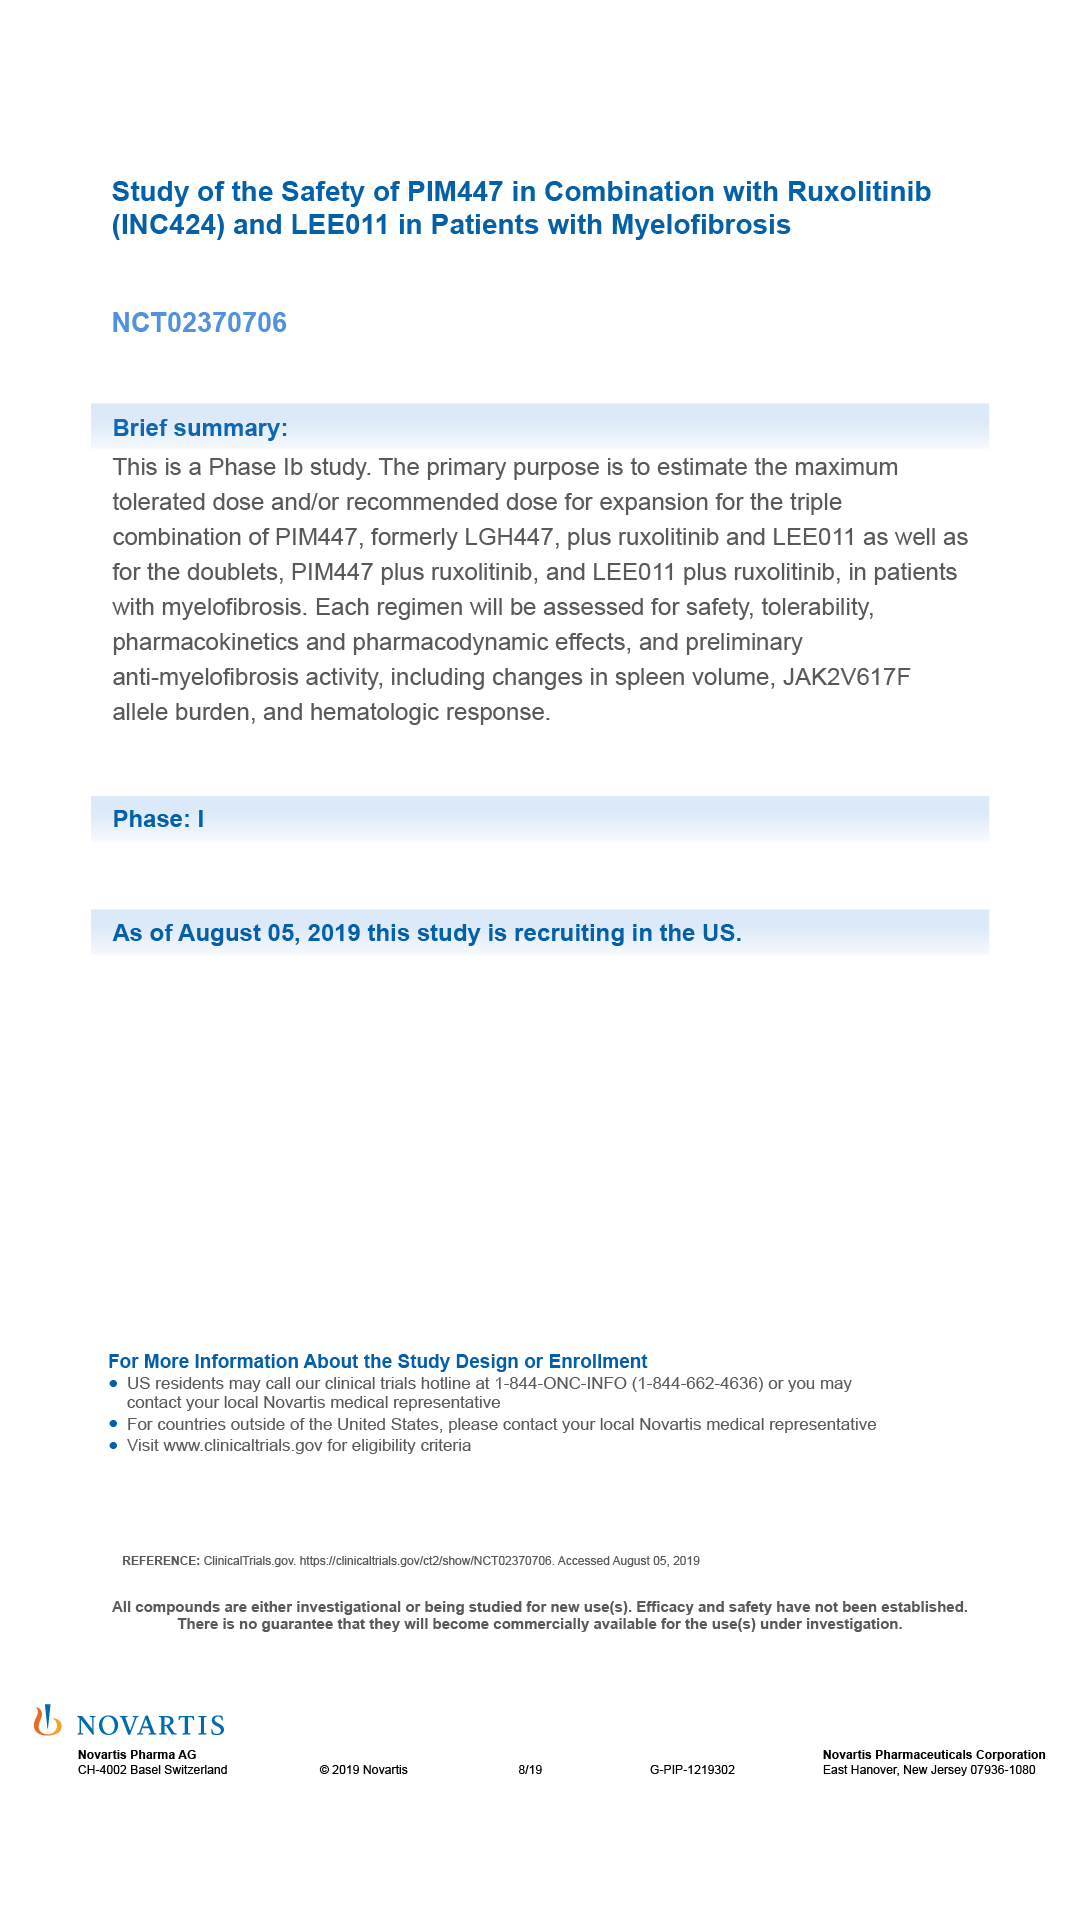 Study of the Safety of PIM447 in Combination with Ruxolitinib
(INC424) and LEE011 in Patients with Myelofibrosis
NCT02370706
Brief summary:
This is a Phase Ib study. The primary purpose is to estimate the maximum
tolerated dose and/or recommended dose for expansion for the triple
combination of PIM447, formerly LGH447, plus ruxolitinib and LEE011 as well as
for the doublets, PIM447 plus ruxolitinib, and LEE011 plus ruxolitinib, in patients
with myelofibrosis. Each regimen will be assessed for safety, tolerability,
pharmacokinetics and pharmacodynamic effects, and preliminary
anti-myelofibrosis activity, including changes in spleen volume, JAK2V617F
allele burden, and hematologic response.
Phase: I
As of August 05, 2019 this study is recruiting in the US.
For More Information About the Study Design or Enrollment
• US residents may call our clinical trials hotline at 1-844-ONC-INFO (1-844-662-4636) or you may
contact your local Novartis medical representative
• For countries outside of the United States, please contact your local Novartis medical representative
• Visit www.clinicaltrials.gov for eligibility criteria
REFERENCE: ClinicalTrials.gov. https://clinicaltrials.gov/ct2/show/NCT02370706. Accessed August 05, 2019
All compounds are either investigational or being studied for new use(s). Efficacy and safety have not been established.
There is no guarantee that they will become commercially available for the use(s) under investigation.
NOVARTIS
Novartis Pharma AG
CH-4002 Basel Switzerland
© 2019 Novartis
8/19
G-PIP-1219302
Novartis Pharmaceuticals Corporation
East Hanover, New Jersey 07936-1080